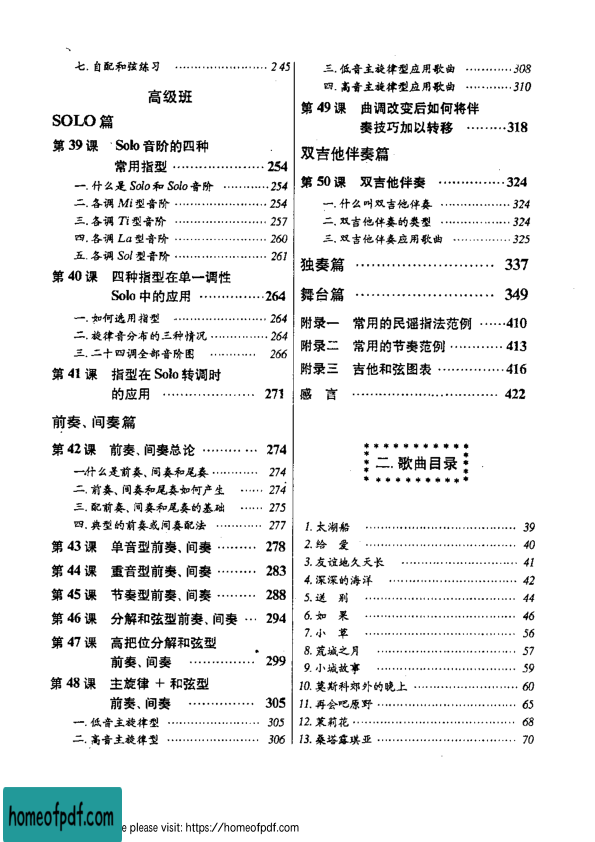 七. 自配和弦练习 ………………… 245
高级班
SOLO 篇
第 39 课 Solo 音阶的四种
常用指型 ………………… 254
一. 什么是 Solo 和 Solo 音阶 ………… 254
二. 各调 Mi 型音阶 ………………… 254
三. 各调 Ti 型音阶 ………………… 257
四. 各调 La 型音阶 ………………… 260
五. 各调 Sol 型音阶 ………………… 261
第 40 课 四种指型在单一调性
Solo 中的应用 …………… 264
一. 如何选用指型 ………………… 264
二. 旋律音分布的三种情况 …………… 264
三. 二十四调全部音阶图 ………… 266
第 41 课 指型在 Solo 转调时
的应用 ………………… 271
前奏、间奏篇
第 42 课 前奏、间奏总论 ………… 274
一.什么是前奏、间奏和尾奏 ………… 274
二. 前奏、间奏和尾奏如何产生 …… 274
三. 配前奏、间奏和尾奏的基础 …… 275
四. 典型的前奏或间奏配法 ………… 277
第 43 课 单音型前奏、间奏 ……… 278
第 44 课 重音型前奏、间奏 ……… 283
第 45 课 节奏型前奏、间奏 ……… 288
第 46 课 分解和弦型前奏、间奏 … 294
第 47 课 高把位分解和弦型
前奏、间奏 …………… 299
第 48 课 主旋律 + 和弦型
前奏、间奏 …………… 305
一. 低音主旋律型 ………………… 305
二. 高音主旋律型 ………………… 306
三. 低音主旋律型应用歌曲 ………… 308
四. 高音主旋律型应用歌曲 ………… 310
第 49 课 曲调改变后如何将伴
奏技巧加以转移 ……… 318
双吉他伴奏篇
第 50 课 双吉他伴奏 …………… 324
一. 什么叫双吉他伴奏 …………… 324
二. 双吉他伴奏的类型 …………… 324
三. 双吉他伴奏应用歌曲 ………… 325
独奏篇 ………………………… 337
舞台篇 ………………………… 349
附录一 常用的民谣指法范例 …… 410
附录二 常用的节奏范例 ………… 413
附录三 吉他和弦图表 …………… 416
感 言 ………………………… 422
二. 歌曲目录
1. 太湖船 ………………………… 39
2. 给 爱 ………………………… 40
3. 友谊地久天长 ………………… 41
4. 深深的海洋 …………………… 42
5. 送 别 ………………………… 44
6. 如 果 ………………………… 46
7. 小 草 ………………………… 56
8. 荒城之月 ……………………… 57
9. 小城故事 ……………………… 59
10. 莫斯科郊外的晚上 …………… 60
11. 再会吧原野 …………………… 65
12. 茉莉花 ………………………… 68
13. 桑塔露琪亚 …………………… 70
homeofpdf.com
e please visit: https://homeofpdf.com